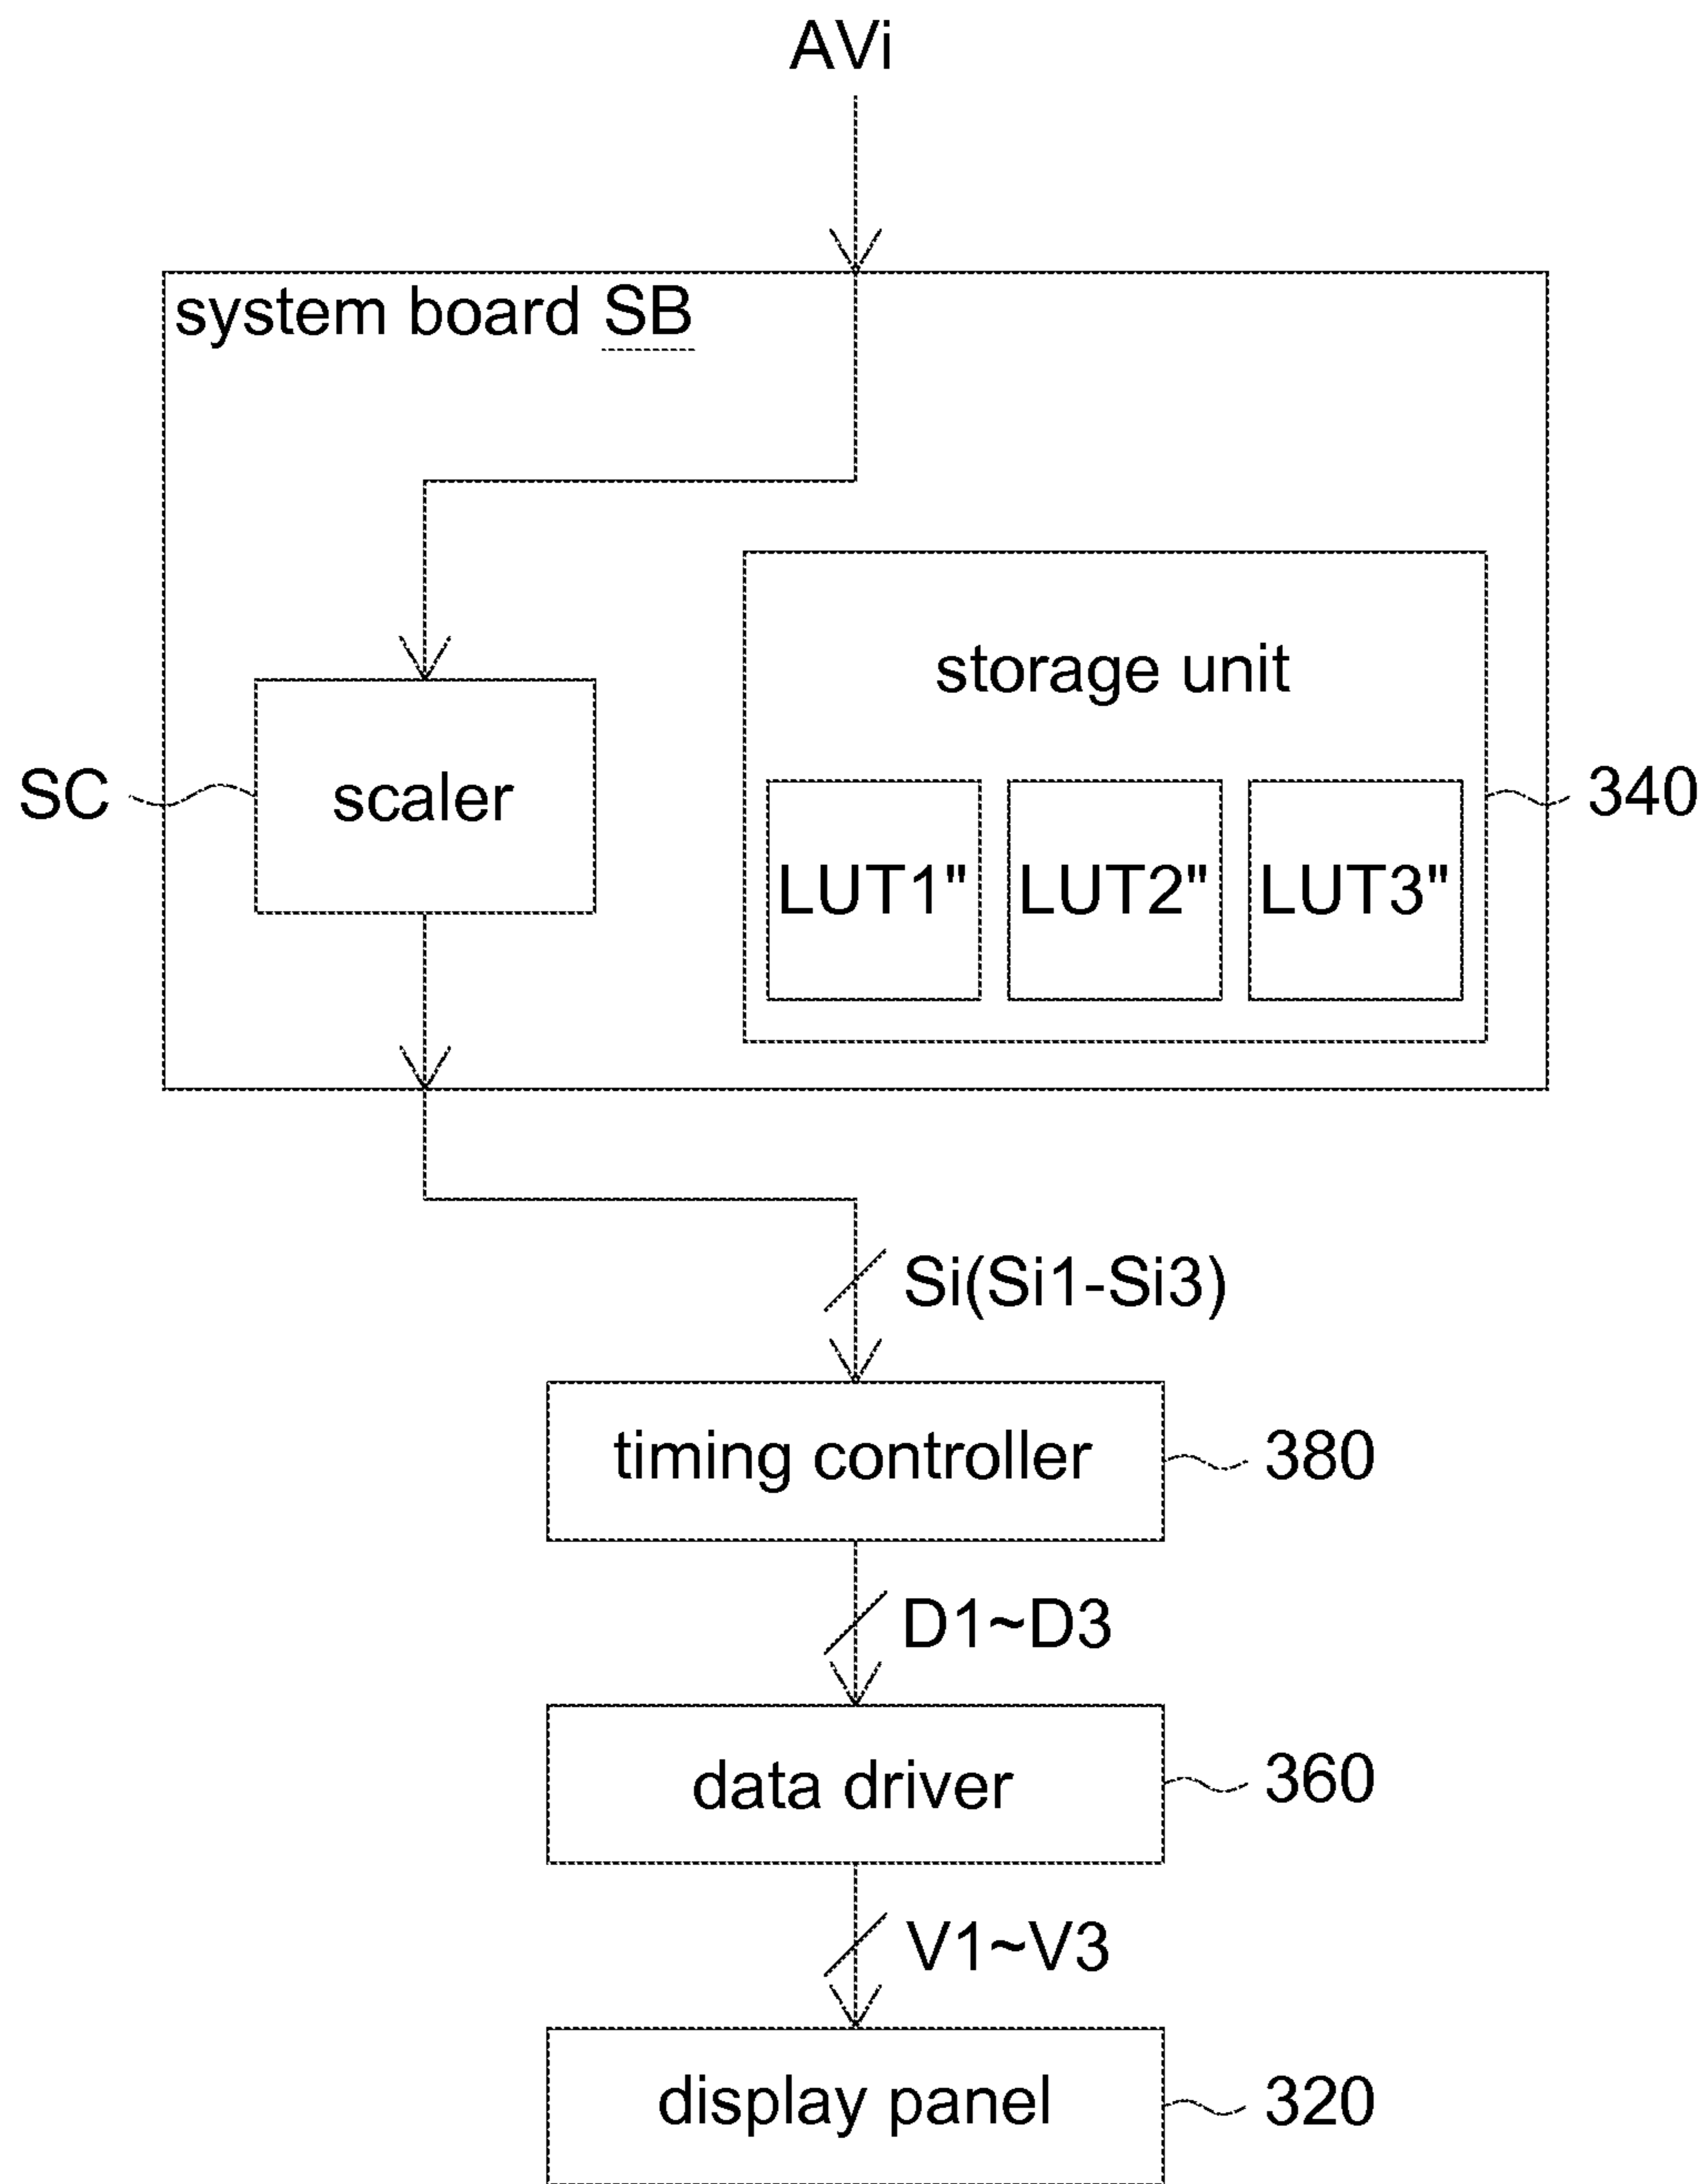 AVi
system board SB
storage unit
SC
scaler
340
LUT1" LUT2" LUT3"
Si(Si1-Si3)
timing controller
380
D1~D3
data driver
360
V1~V3
display panel
320